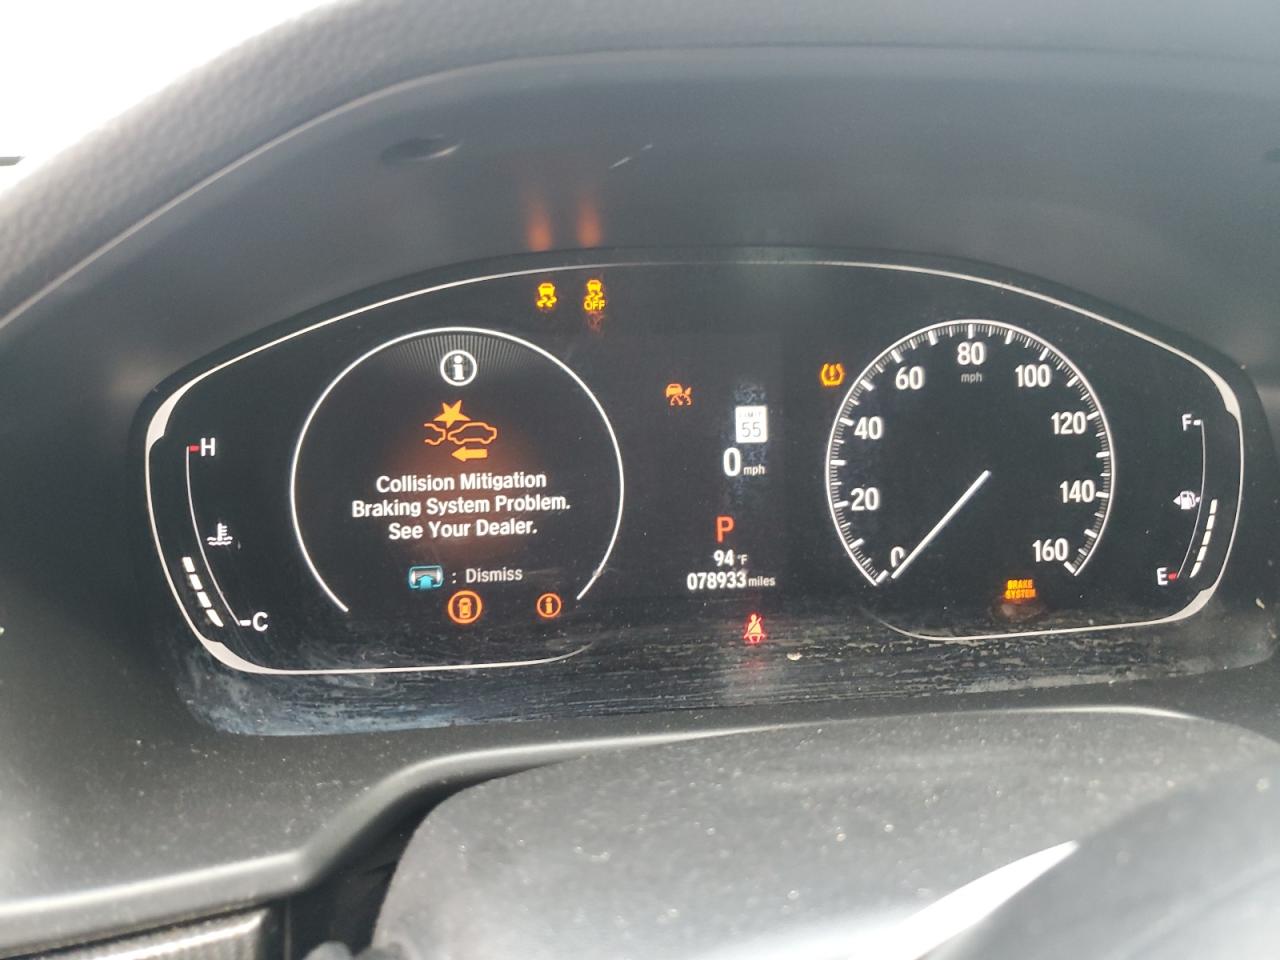 OFF
Collision Mitigation
Braking System Problem.
See Your Dealer.
: Dismiss
H
C
LIMIT
55
0 mph
P
94 °F
078933 miles
0
20
40
60
80
100
120
140
160
mph
BRAKE
SYSTEM
F
E